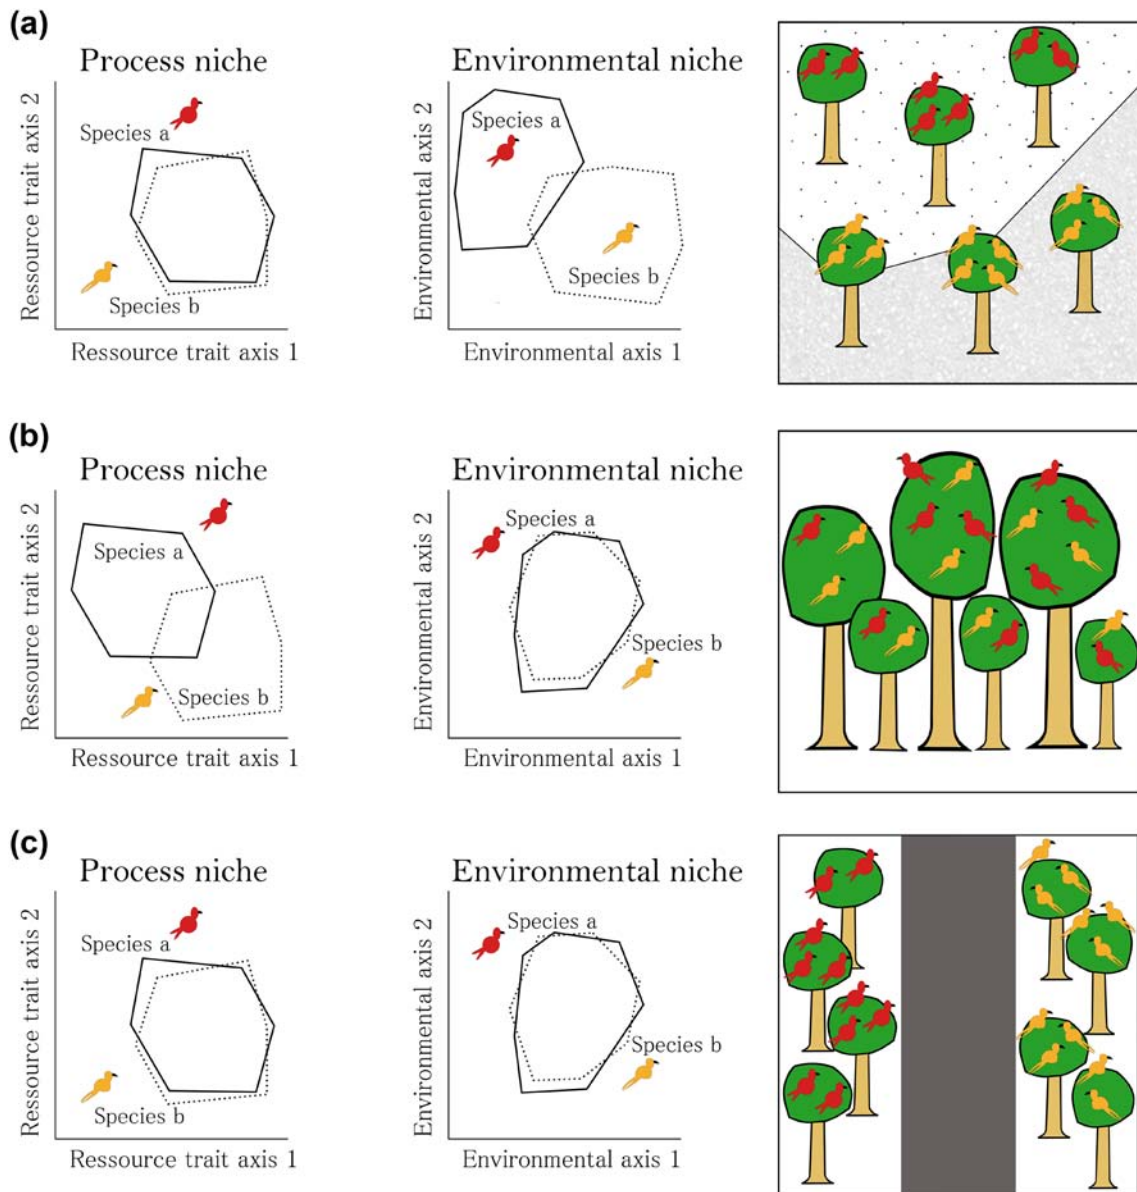 (a)
Process niche
Ressource trait axis 2
Species a
Species b
Ressource trait axis 1
Environmental niche
Environmental axis 2
Species a
Species b
Environmental axis 1
(b)
Process niche
Ressource trait axis 2
Species a
Species b
Ressource trait axis 1
Environmental niche
Environmental axis 2
Species a
Species b
Environmental axis 1
(c)
Process niche
Ressource trait axis 2
Species a
Species b
Ressource trait axis 1
Environmental niche
Environmental axis 2
Species a
Species b
Environmental axis 1